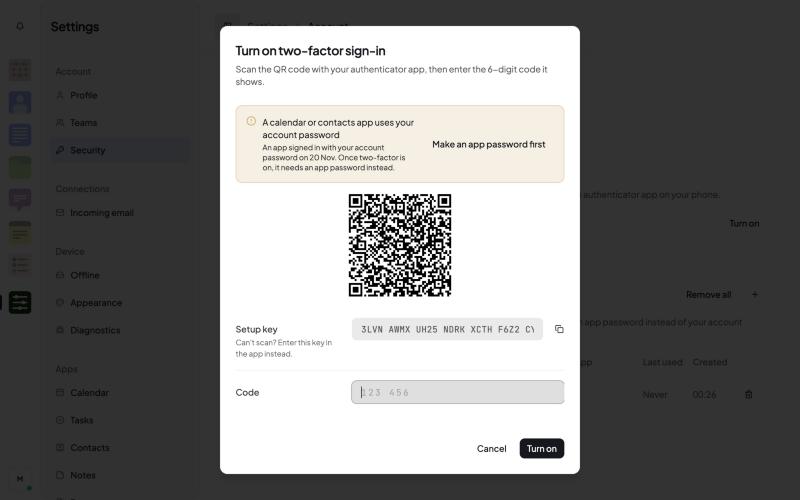 Settings
Settings
Account
Account
Profile
Teams
Security
Connections
Incoming email
Device
Offline
Appearance
Diagnostics
Apps
Calendar
Tasks
Contacts
Notes
M
Turn on two-factor sign-in
Scan the QR code with your authenticator app, then enter the 6-digit code it
shows.
A calendar or contacts app uses your
account password
An app signed in with your account
password on 20 Nov. Once two-factor is
on, it needs an app password instead.
Make an app password first
Setup key
Can't scan? Enter this key in
the app instead.
3LVN AWMX UH25 NDRK XCTH F6Z2
Code
123 456
Cancel
Turn on
authenticator app on your phone.
Turn on
Remove all
app password instead of your account
Last used
Created
Never
00:26